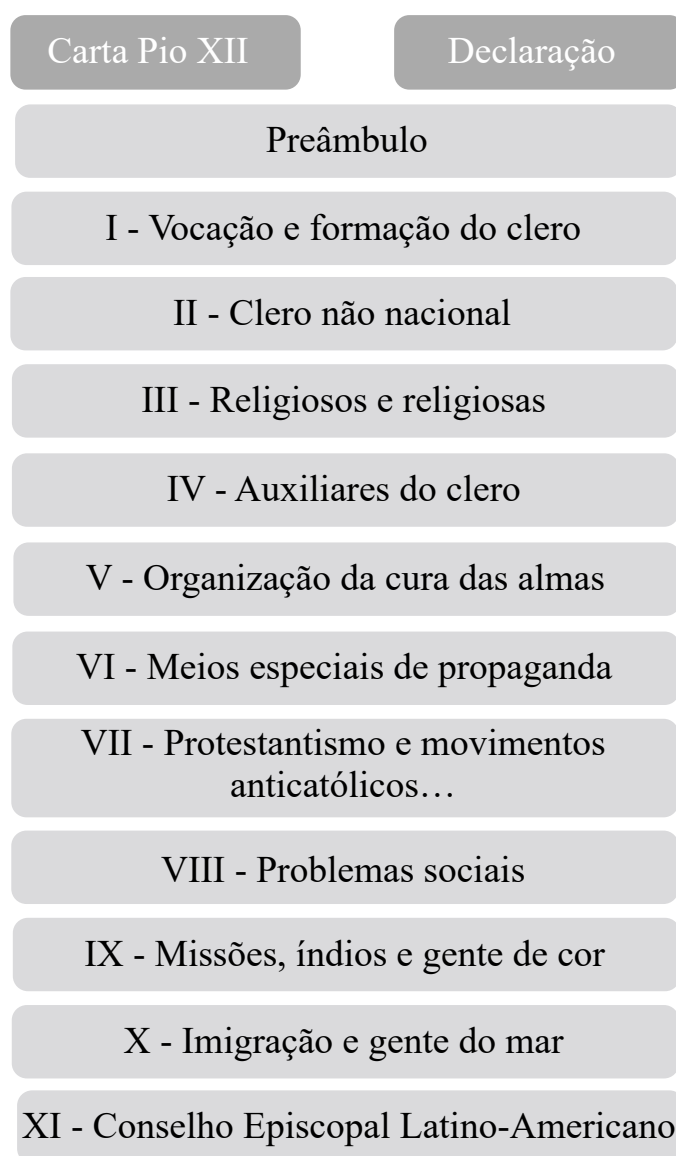 Carta Pio XII
Declaração
Preâmbulo
I - Vocação e formação do clero
II - Clero não nacional
III - Religiosos e religiosas
IV - Auxiliares do clero
V - Organização da cura das almas
VI - Meios especiais de propaganda
VII - Protestantismo e movimentos
anticatólicos…
VIII - Problemas sociais
IX - Missões, índios e gente de cor
X - Imigração e gente do mar
XI - Conselho Episcopal Latino-Americano